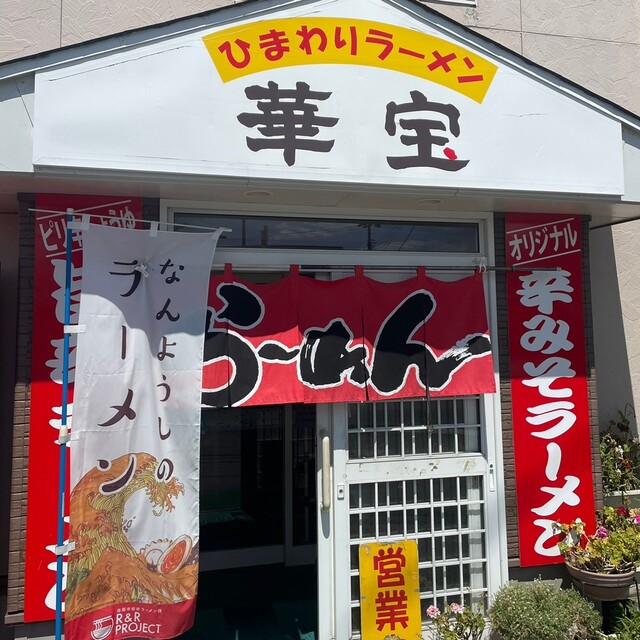 ひまわりラーメン
華宝
ピリ
オリジナル
辛みそラーメン
らーめん
なんようしの
ラーメン
営業
R&R
PROJECT